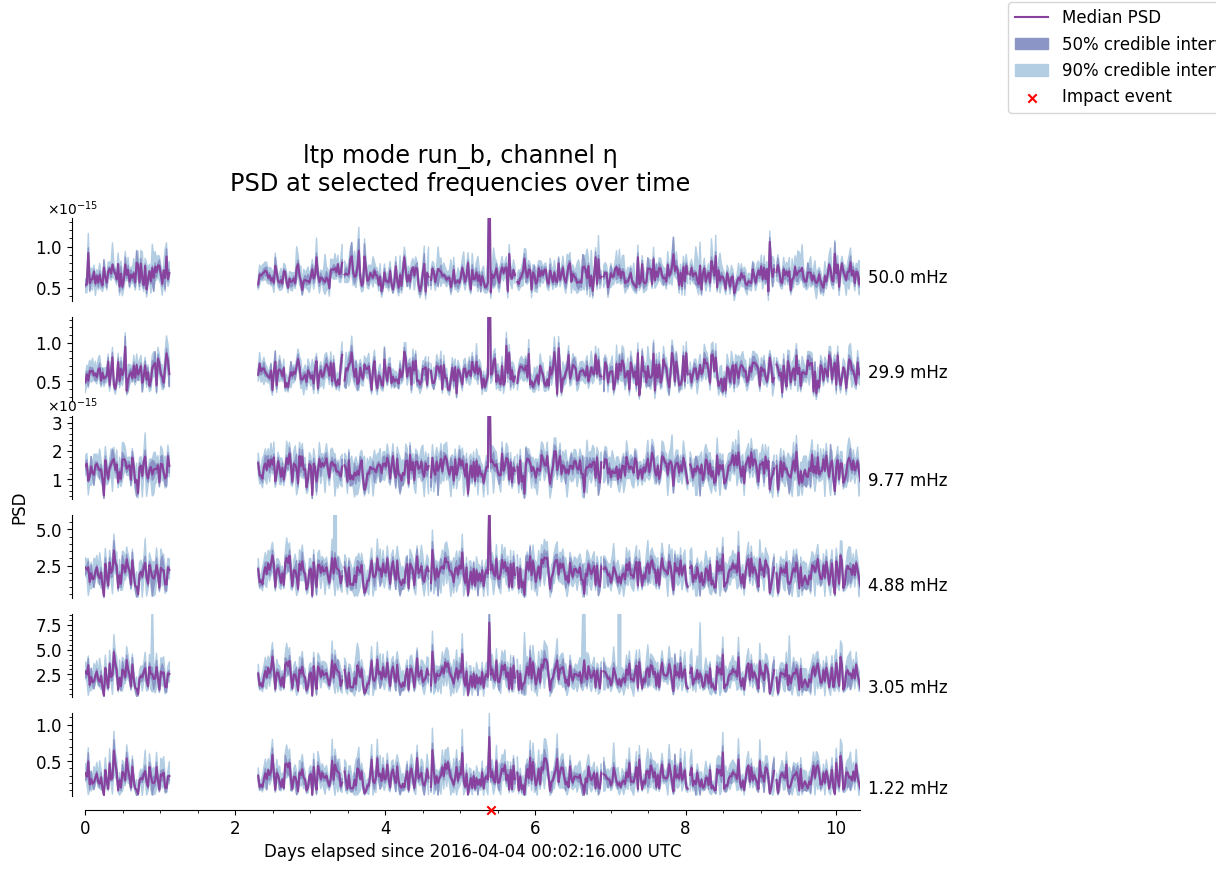 Median PSD
50% credible inter
90% credible inter
Impact event
ltp mode run_b, channel η
PSD at selected frequencies over time
×10⁻¹⁵
1.0
0.5
50.0 mHz
1.0
0.5
29.9 mHz
×10⁻¹⁵
3
2
1
9.77 mHz
PSD
5.0
2.5
4.88 mHz
7.5
5.0
2.5
3.05 mHz
1.0
0.5
1.22 mHz
0 2 4 6 8 10
Days elapsed since 2016-04-04 00:02:16.000 UTC